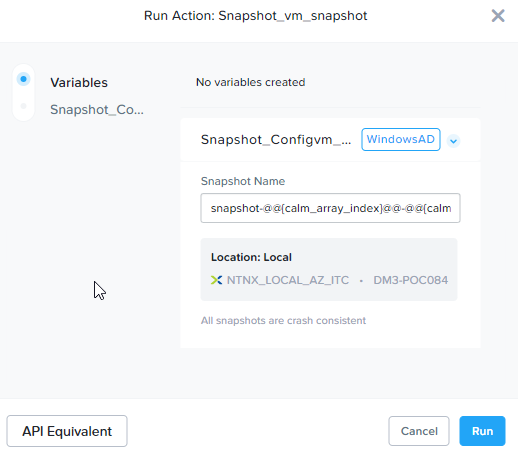 Run Action: Snapshot_vm_snapshot
Variables
Snapshot_Co...
No variables created
Snapshot_Configvm_... WindowsAD
Snapshot Name
snapshot-@@{calm_array_index}@@-@@{calm
Location: Local
NTNX_LOCAL_AZ_ITC • DM3-POC084
All snapshots are crash consistent
API Equivalent
Cancel
Run